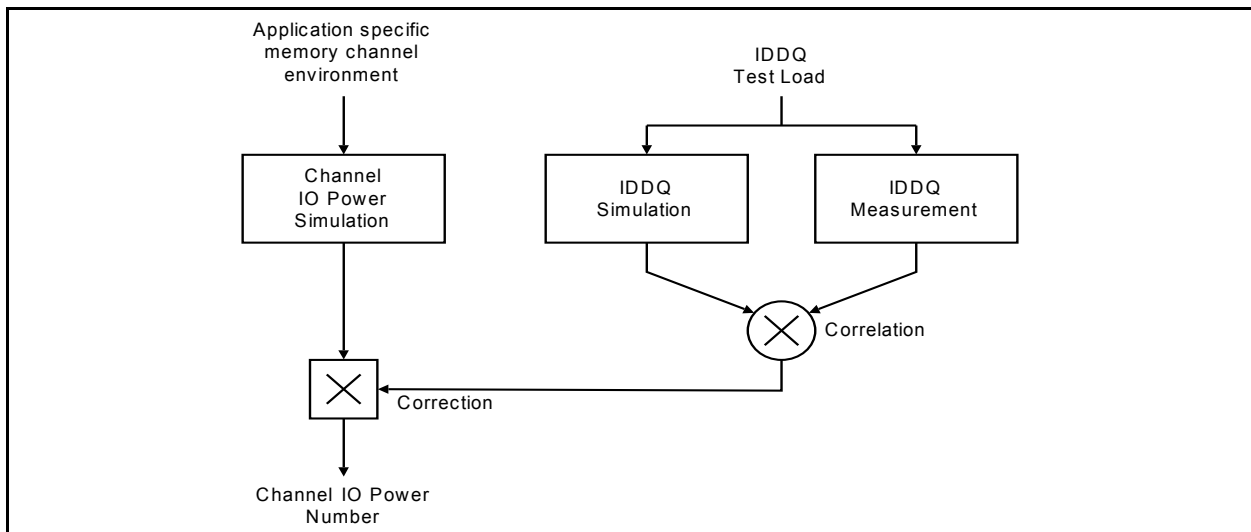 Application specific
memory channel
environment
IDDQ
Test Load
Channel
IO Power
Simulation
IDDQ
Simulation
IDDQ
Measurement
Correlation
Correction
Channel IO Power
Number